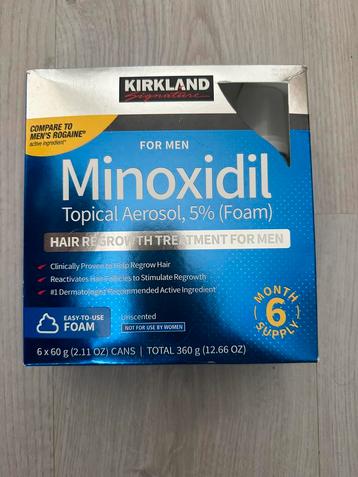 KIRKLAND
Signature
COMPARE TO
MEN'S ROGAINE®
active ingredient*
FOR MEN
Minoxidil
Topical Aerosol, 5% (Foam)
HAIR REGROWTH TREATMENT FOR MEN
✓ Clinically Proven to Help Regrow Hair
✓ Reactivates Hair Follicles to Stimulate Regrowth
✓ #1 Dermatologist Recommended Active Ingredient
EASY-TO-USE
FOAM
Unscented
NOT FOR USE BY WOMEN
MONTH
6
SUPPLY
6 x 60 g (2.11 OZ) CANS | TOTAL 360 g (12.66 OZ)